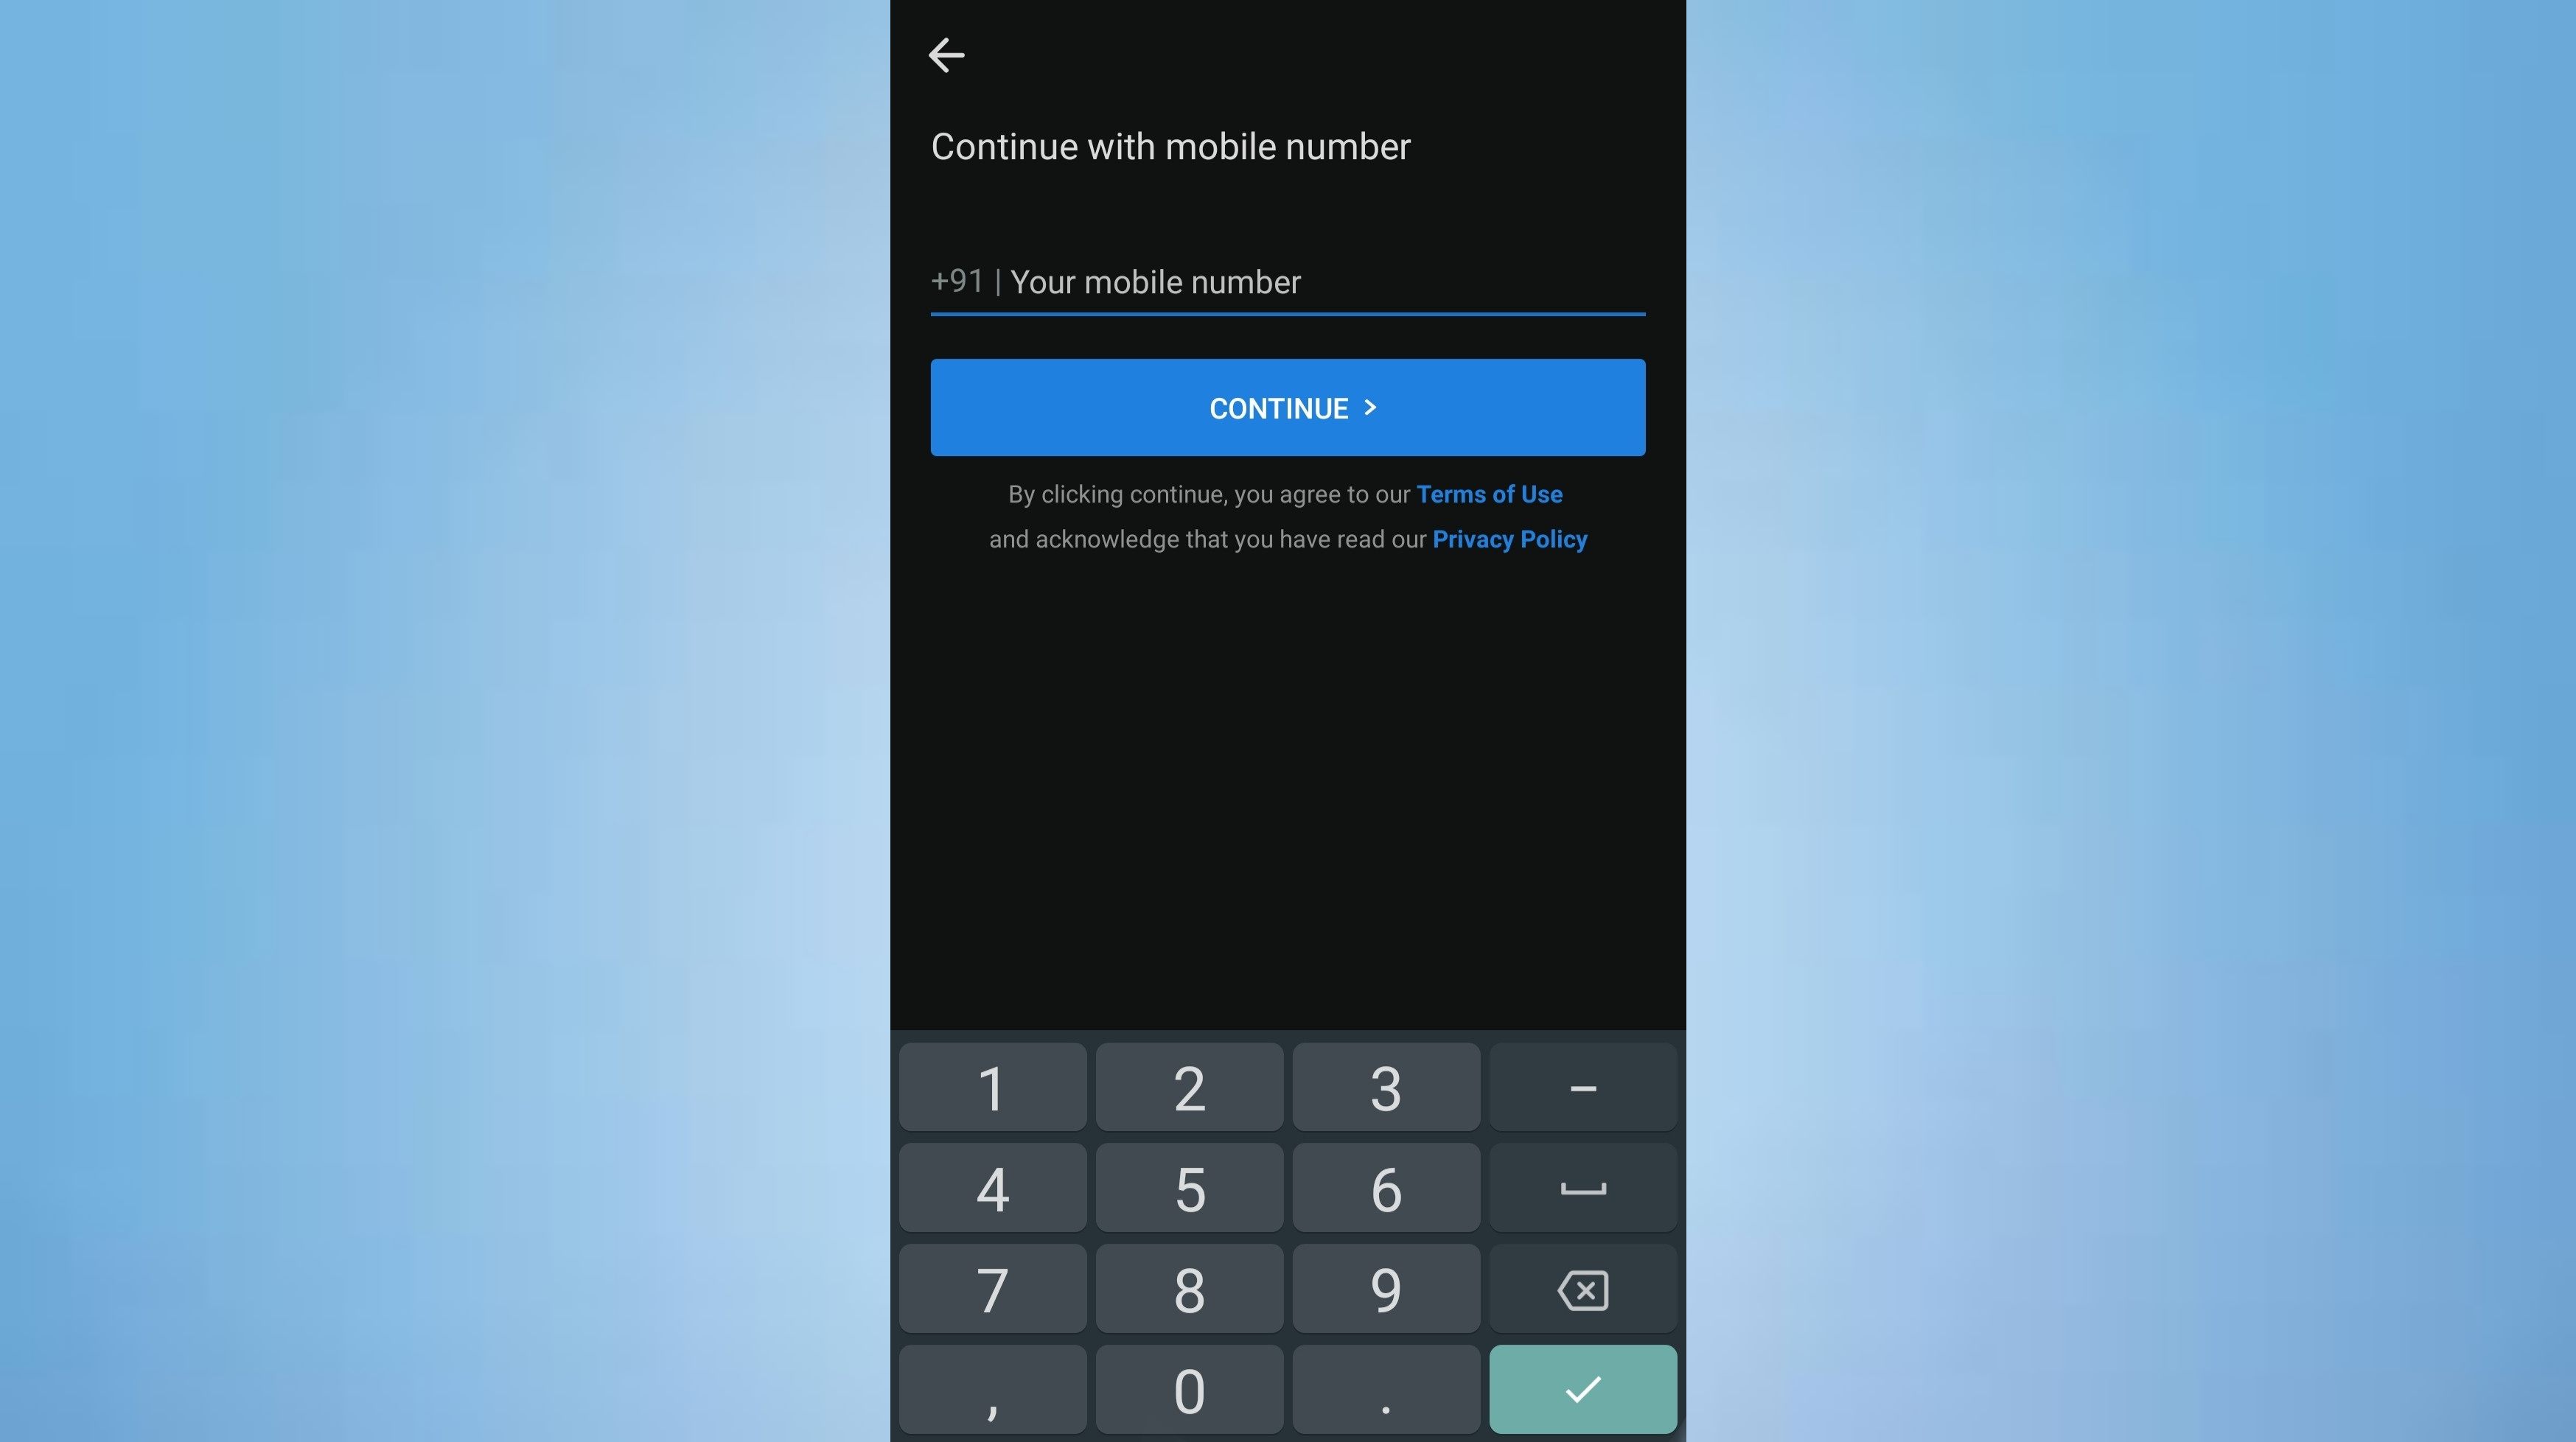 Continue with mobile number
+91 | Your mobile number
CONTINUE >
By clicking continue, you agree to our Terms of Use
and acknowledge that you have read our Privacy Policy
1 2 3 –
4 5 6
7 8 9
, 0 .